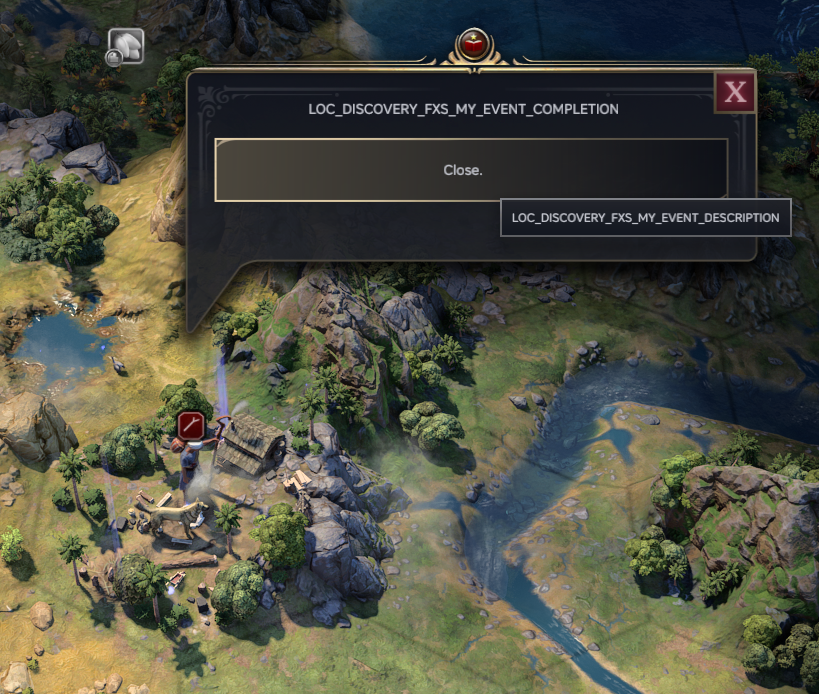 X
LOC_DISCOVERY_FXS_MY_EVENT_COMPLETION
Close.
LOC_DISCOVERY_FXS_MY_EVENT_DESCRIPTION